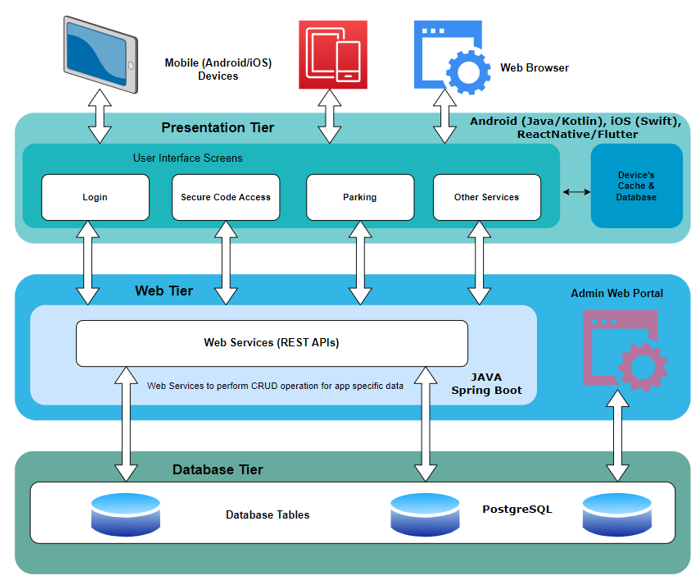 Mobile (Android/iOS)
Devices
Web Browser
Presentation Tier
Android (Java/Kotlin), iOS (Swift),
ReactNative/Flutter
User Interface Screens
Login
Secure Code Access
Parking
Other Services
Device's
Cache &
Database
Web Tier
Admin Web Portal
Web Services (REST APIs)
Web Services to perform CRUD operation for app specific data
JAVA
Spring Boot
Database Tier
Database Tables
PostgreSQL